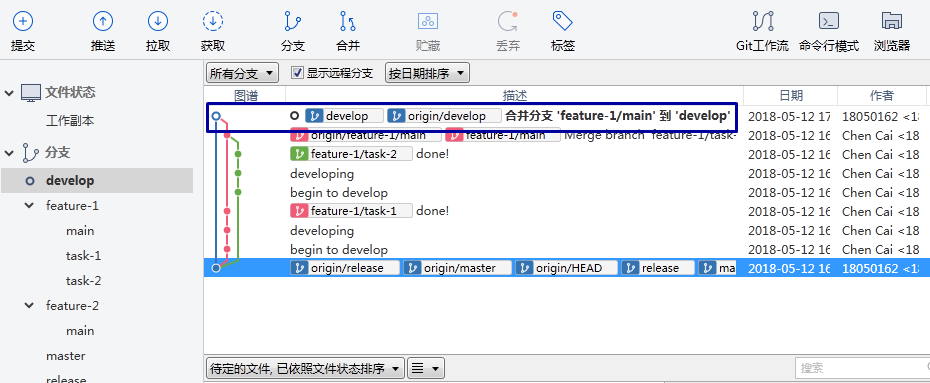 提交 推送 拉取 获取 分支 合并 贮藏 丢弃 标签 Git工作流 命令行模式 浏览器
所有分支 显示远程分支 按日期排序
文件状态
工作副本
分支
develop
feature-1
main
task-1
task-2
feature-2
main
master
release
图谱 描述 日期 作者
develop origin/develop 合并分支 'feature-1/main' 到 'develop' 2018-05-12 17 18050162 <18
origin/feature-1/main feature-1/main Merge branch 'feature-1/task- 2018-05-12 16 Chen Cai <18
feature-1/task-2 done! 2018-05-12 16 Chen Cai <18
developing 2018-05-12 16 Chen Cai <18
begin to develop 2018-05-12 16 Chen Cai <18
feature-1/task-1 done! 2018-05-12 16 Chen Cai <18
developing 2018-05-12 16 Chen Cai <18
begin to develop 2018-05-12 16 Chen Cai <18
origin/release origin/master origin/HEAD release ma 2018-05-12 16 18050162 <18
待定的文件, 已依照文件状态排序 搜索